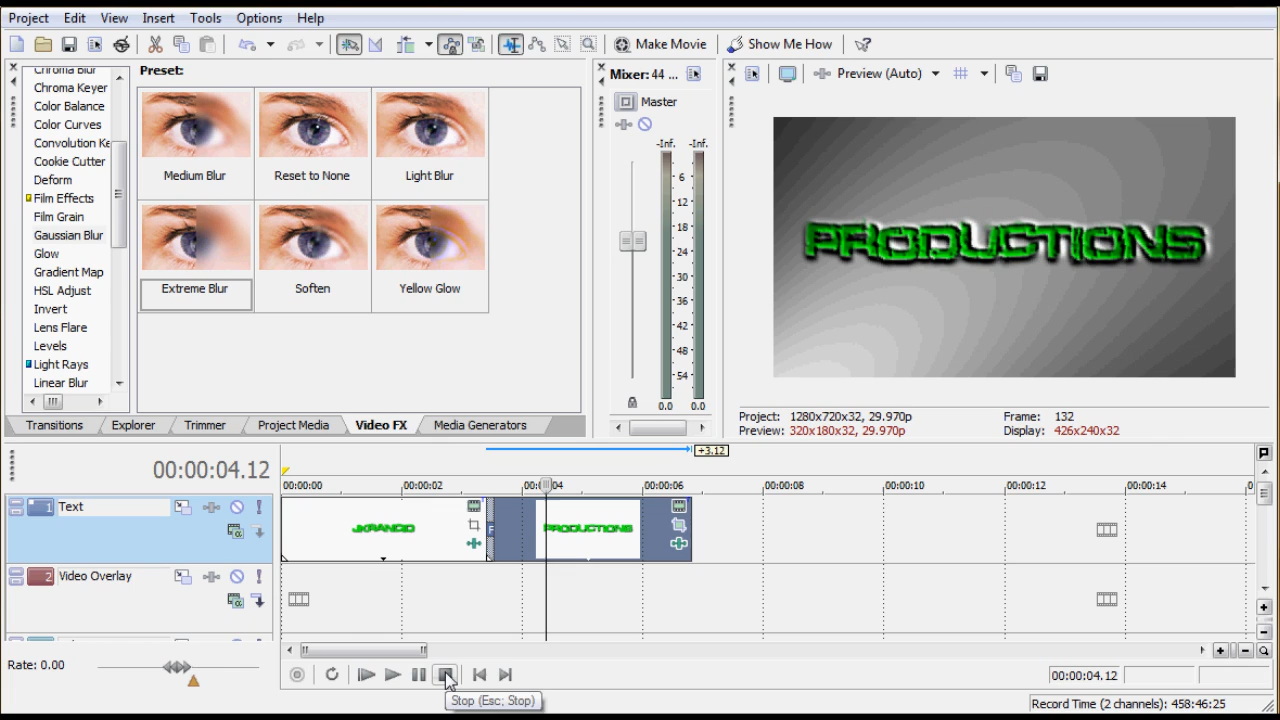 Project Edit View Insert Tools Options Help
Make Movie Show Me How
Chroma Blur
Chroma Keyer
Color Balance
Color Curves
Convolution Ke
Cookie Cutter
Deform
Film Effects
Film Grain
Gaussian Blur
Glow
Gradient Map
HSL Adjust
Invert
Lens Flare
Levels
Light Rays
Linear Blur
Preset:
Medium Blur Reset to None Light Blur
Extreme Blur Soften Yellow Glow
Transitions Explorer Trimmer Project Media Video FX Media Generators
Mixer: 44 ...
Master
-Inf. -Inf.
6
12
18
24
30
36
42
48
54
0.0 0.0
Preview (Auto)
PRODUCTIONS
Project: 1280x720x32, 29.970p Frame: 132
Preview: 320x180x32, 29.970p Display: 426x240x32
+3.12
00:00:04.12
00:00:00 00:00:02 00:00:04 00:00:06 00:00:08 00:00:10 00:00:12 00:00:14 0
1 Text
JXRANCID PRODUCTIONS
2 Video Overlay
Rate: 0.00
00:00:04.12
Stop (Esc; Stop)
Record Time (2 channels): 458:46:25